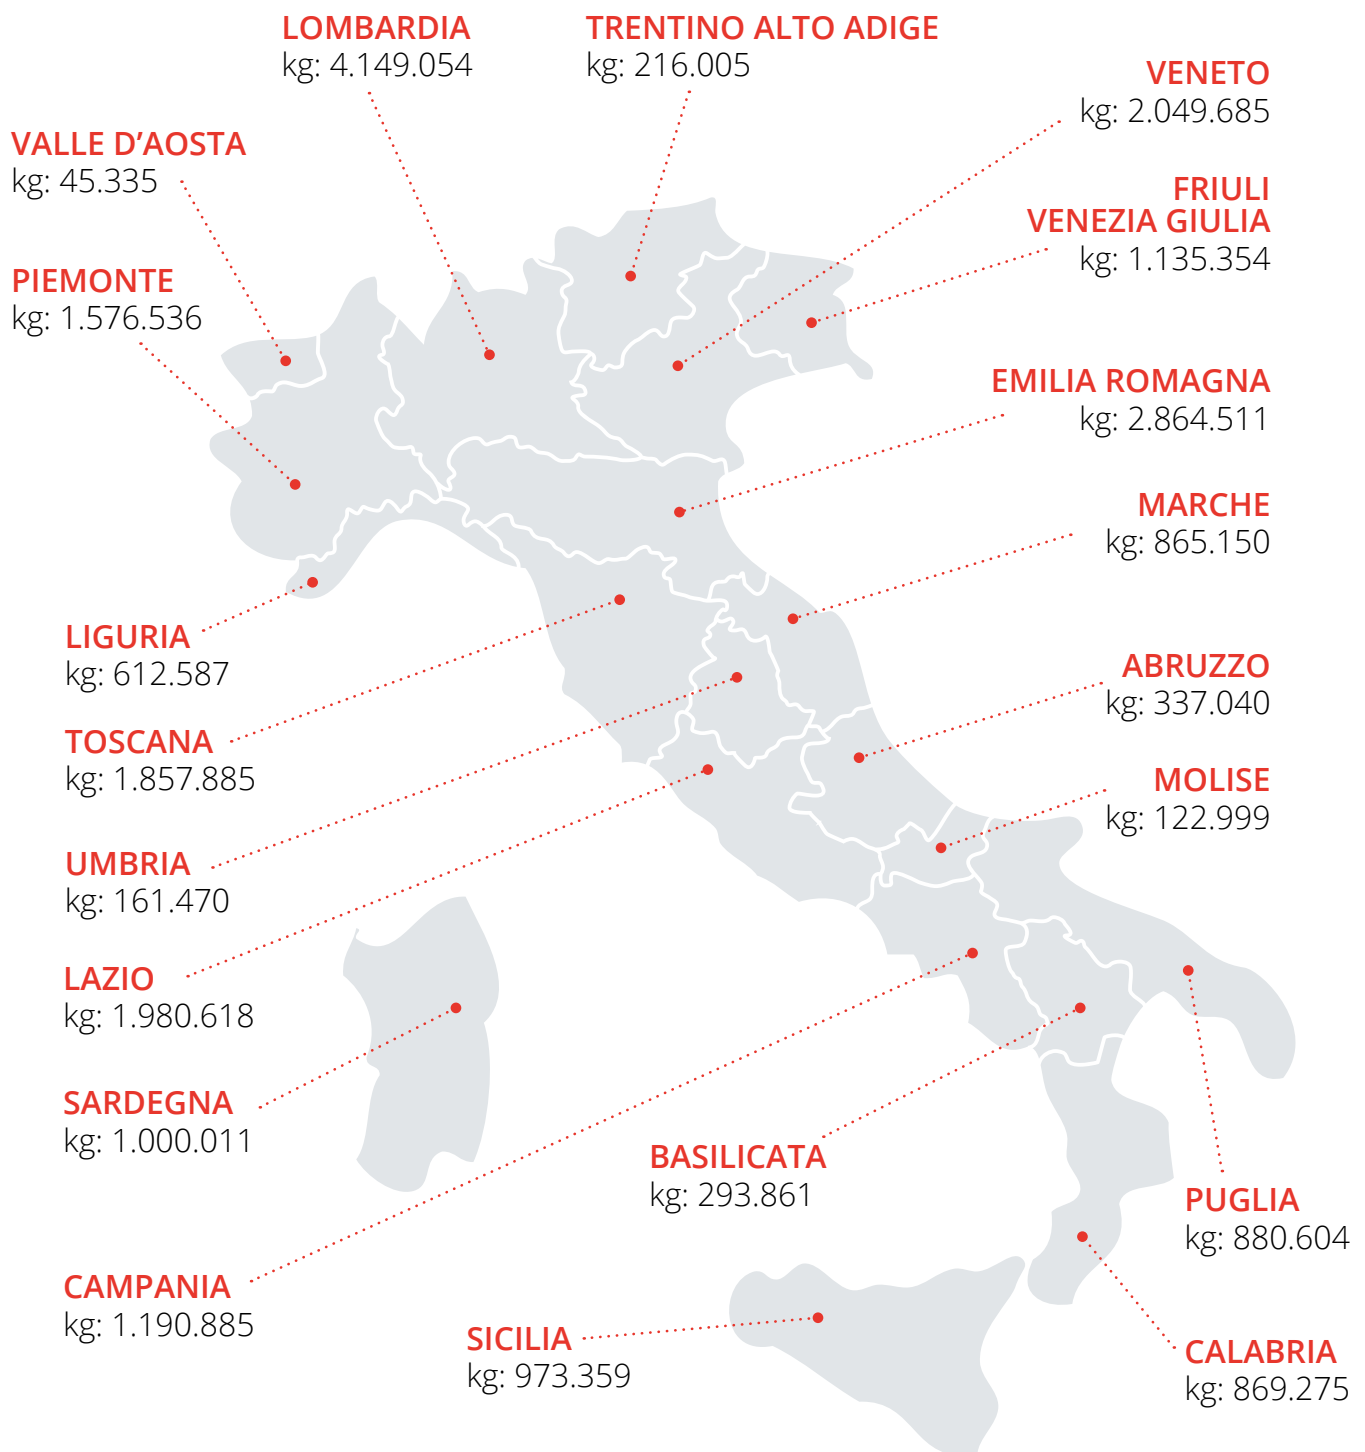 LOMBARDIA
kg: 4.149.054
TRENTINO ALTO ADIGE
kg: 216.005
VENETO
kg: 2.049.685
VALLE D’AOSTA
kg: 45.335
FRIULI
VENEZIA GIULIA
kg: 1.135.354
PIEMONTE
kg: 1.576.536
EMILIA ROMAGNA
kg: 2.864.511
MARCHE
kg: 865.150
LIGURIA
kg: 612.587
ABRUZZO
kg: 337.040
TOSCANA
kg: 1.857.885
MOLISE
kg: 122.999
UMBRIA
kg: 161.470
LAZIO
kg: 1.980.618
SARDEGNA
kg: 1.000.011
BASILICATA
kg: 293.861
PUGLIA
kg: 880.604
CAMPANIA
kg: 1.190.885
SICILIA
kg: 973.359
CALABRIA
kg: 869.275